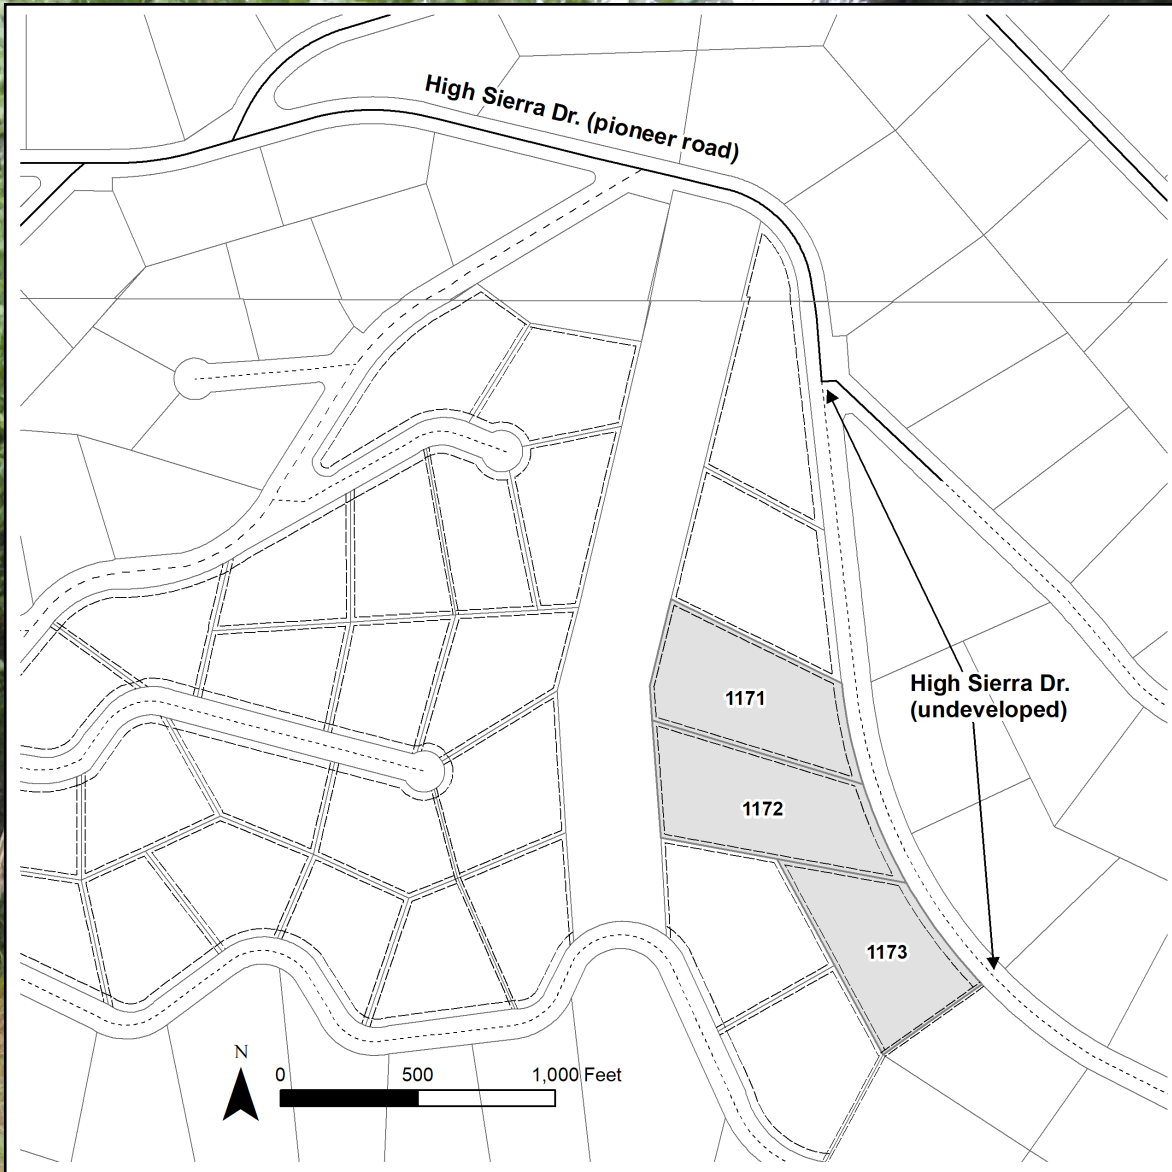 High Sierra Dr. (pioneer road)
1171
High Sierra Dr.
(undeveloped)
1172
1173
N
0 500 1,000 Feet